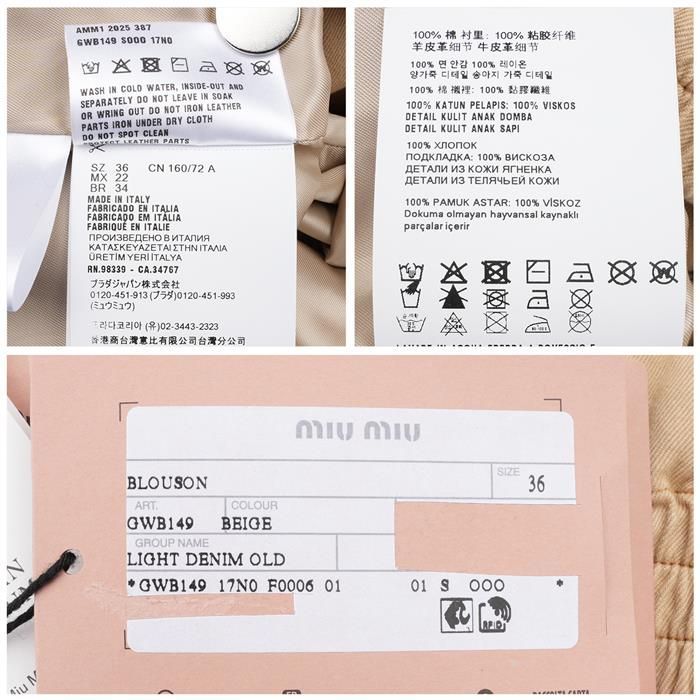 AMM1 2025 387
GWB149 S000 17N0
WASH IN COLD WATER, INSIDE-OUT AND
SEPARATELY DO NOT LEAVE IN SOAK
OR WRING OUT DO NOT IRON LEATHER
PARTS IRON UNDER DRY CLOTH
DO NOT SPOT CLEAN
PROTECT LEATHER PARTS
SZ 36 CN 160/72 A
MX 22
BR 34
MADE IN ITALY
FABRICADO EN ITALIA
FABRICADO EM ITÁLIA
FABRIQUÉ EN ITALIE
ПРОИЗВЕДЕНО В ИТАЛИЯ
ΚΑΤΑΣΚΕΥΑΖΕΤΑΙ ΣΤΗΝ ΙΤΑΛΙΑ
ÜRETİM YERİ İTALYA
RN.98339 - CA.34767
プラダジャパン株式会社
0120-451-913 (プラダ) 0120-451-993
(ミュウミュウ)
프라다코리아 (유)02-3443-2323
香港商台灣意比有限公司台灣分
100% 棉 衬里: 100% 粘胶纤维
羊皮革细节 牛皮革细节
100% 면 안감 100% 레이온
양가죽 디테일 송아지 가죽 디테일
100% 棉 襯裡: 100% 黏膠纖維
100% KATUN PELAPIS: 100% VISKOS
DETAIL KULIT ANAK DOMBA
DETAIL KULIT ANAK SAPI
100% ХЛОПОК
ПОДКЛАДКА: 100% ВИСКОЗА
ДЕТАЛИ ИЗ КОЖИ ЯГНЕНКА
ДЕТАЛИ ИЗ ТЕЛЯЧЬЕЙ КОЖИ
100% PAMUK ASTAR: 100% VİSKOZ
Dokuma olmayan hayvansal kaynaklı
parçalar içerir
miu miu
BLOUSON
SIZE 36
ART. COLOUR
GWB149 BEIGE
GROUP NAME
LIGHT DENIM OLD
*GWB149 17N0 F0006 01 01 S OOO *
RFID